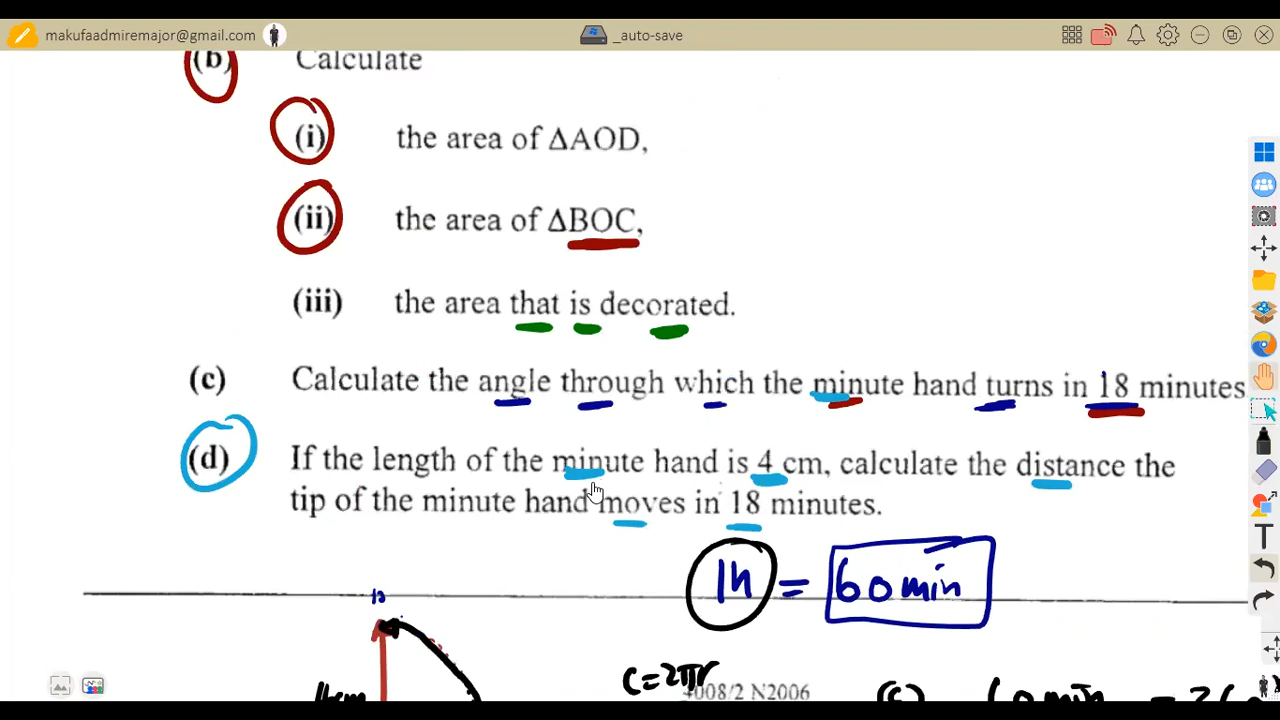 makufaadmiremajor@gmail.com _auto-save
(b) Calculate
(i) the area of ΔAOD,
(ii) the area of ΔBOC,
(iii) the area that is decorated.
(c) Calculate the angle through which the minute hand turns in 18 minutes
(d) If the length of the minute hand is 4 cm, calculate the distance the
tip of the minute hand moves in 18 minutes.
1h = 60min
12
C=2πr
4008/2 N2006
4cm
(c) 60 min =